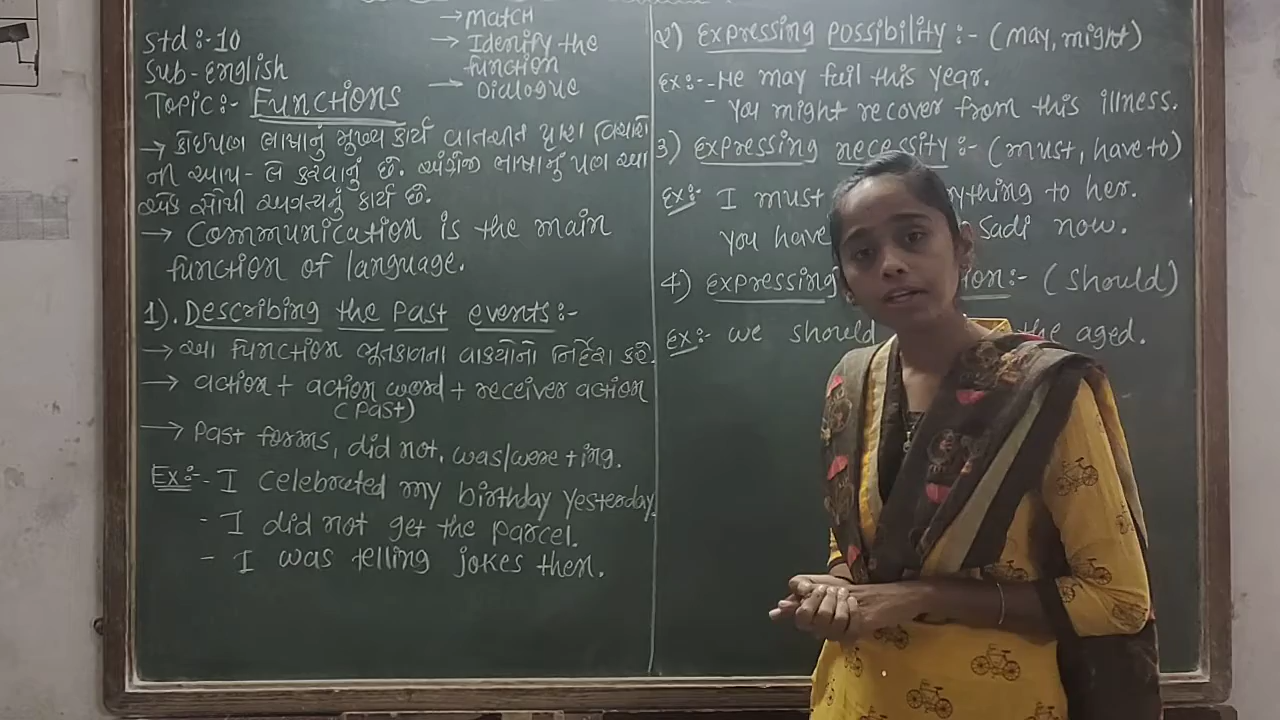 → Match
Std:- 10
→ Identify the
Sub- English
function
Topic:- Functions
→ Dialogue
→ કોઈપણ ભાષાનું મુખ્ય કાર્ય વાતચીત દ્વારા વિચારો
ની આપ-લે કરવાનું છે. અંગ્રેજી ભાષાનું પણ આ
એક સૌથી અગત્યનું કાર્ય છે.
→ Communication is the main
function of language.
1). Describing the Past events:-
→ આ function ભૂતકાળના વાક્યોનો નિર્દેશ કરે.
→ action + action word + receiver action
(Past)
→ Past forms, did not, was/were + ing.
Ex:- - I celebrated my birthday yesterday.
- I did not get the parcel.
- I was telling jokes then.
2) Expressing possibility :- (may, might)
Ex:- - He may fail this year.
- You might recover from this illness.
3) Expressing necessity :- (must, have to)
Ex:- I must ything to her.
You have Sadi now.
4) Expressing ion:- (should)
Ex:- we should the aged.